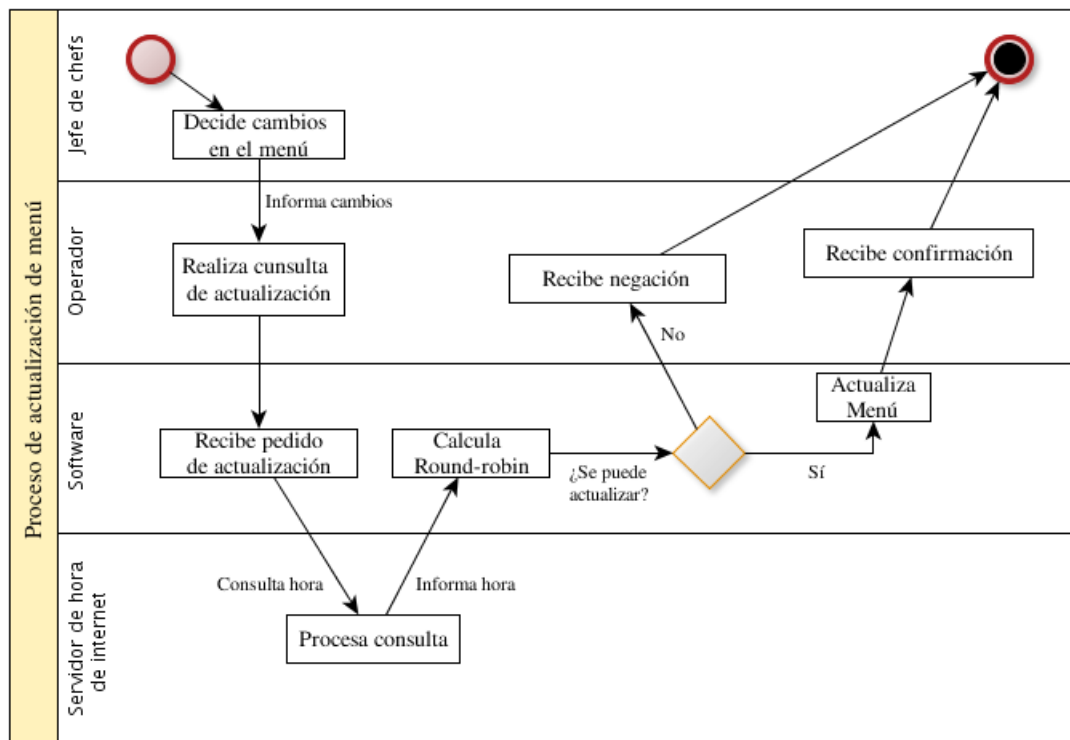 Proceso de actualización de menú
Jefe de chefs
Decide cambios
en el menú
Informa cambios
Operador
Realiza cunsulta
de actualización
Recibe negación
Recibe confirmación
No
Software
Recibe pedido
de actualización
Calcula
Round-robin
¿Se puede
actualizar?
Sí
Actualiza
Menú
Servidor de hora
de internet
Consulta hora
Informa hora
Procesa consulta